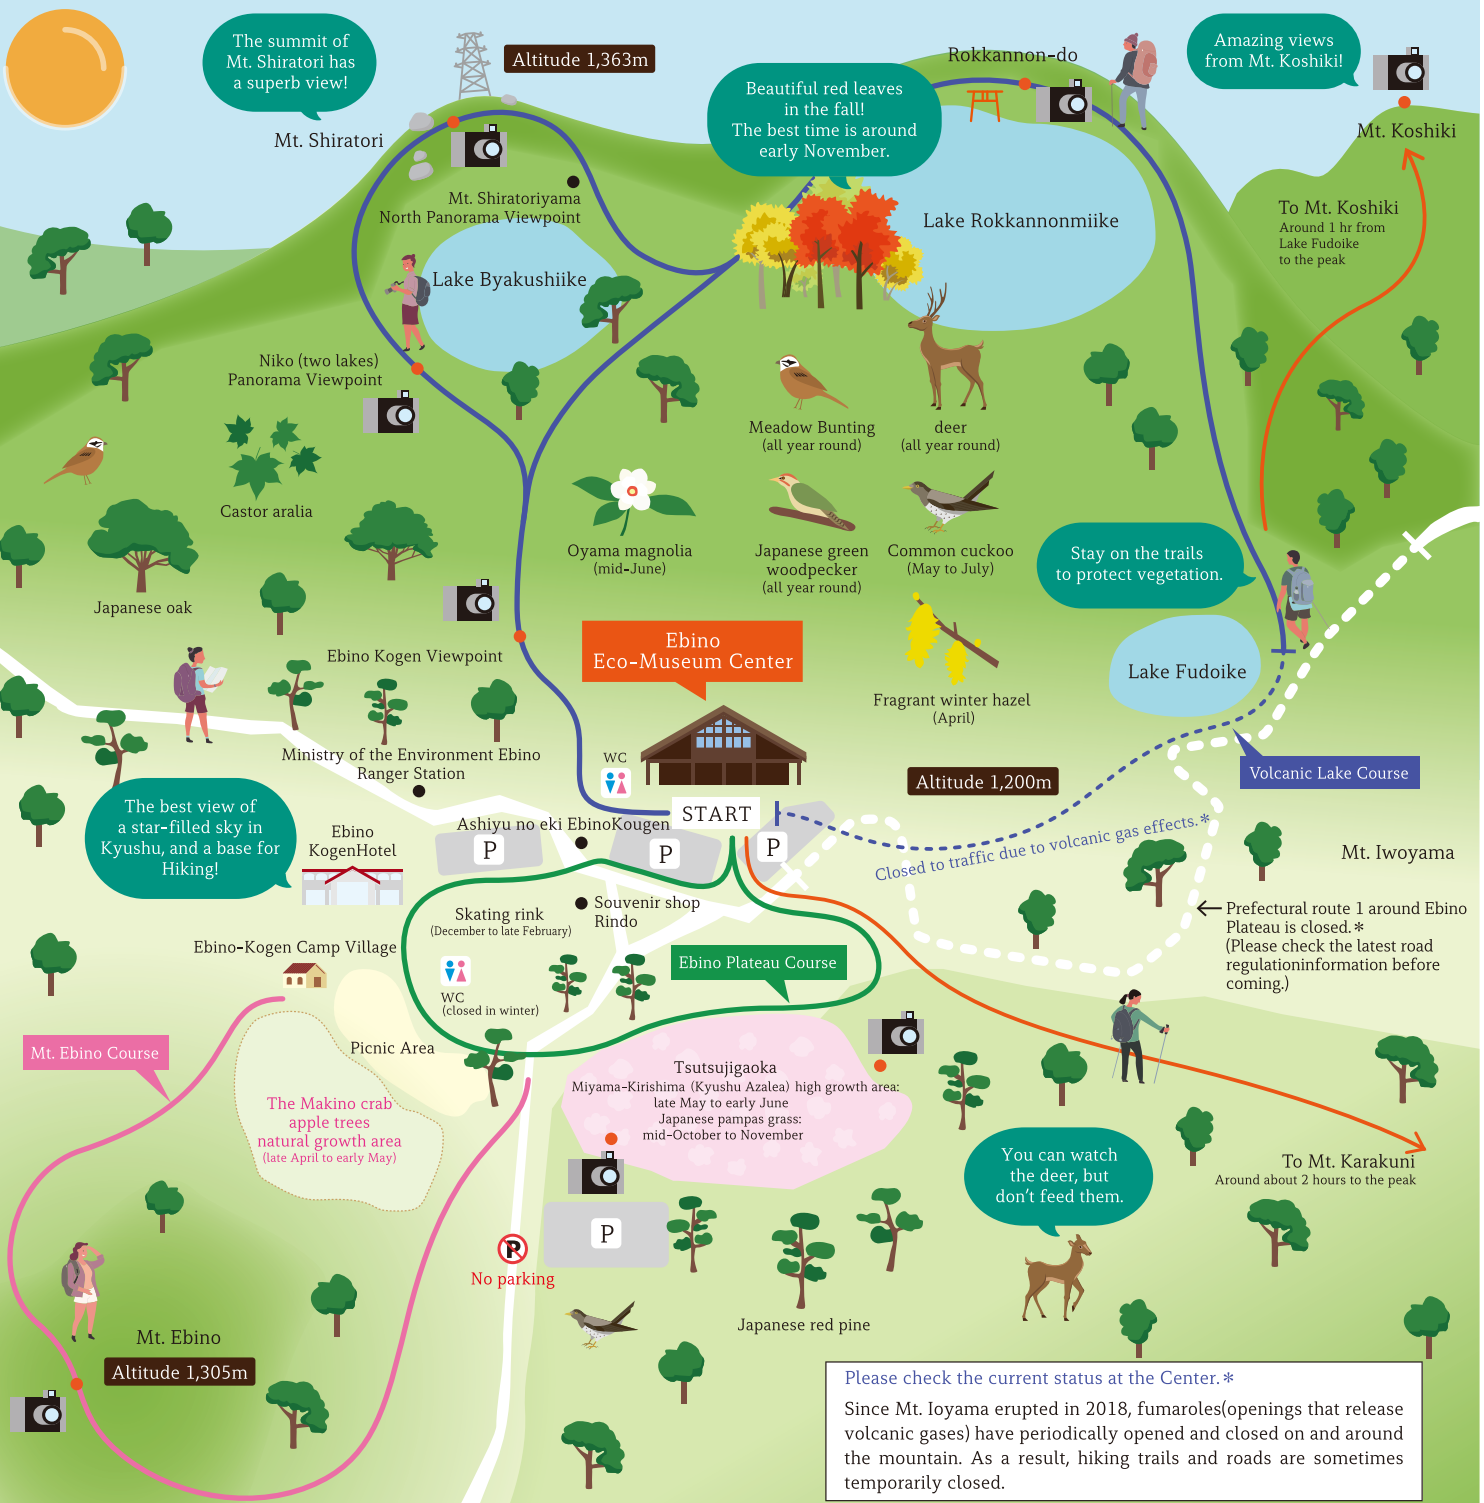 The summit of
Mt. Shiratori has
a superb view!
Altitude 1,363m
Mt. Shiratori
Mt. Shiratoriyama
North Panorama Viewpoint
Beautiful red leaves
in the fall!
The best time is around
early November.
Rokkannon-do
Amazing views
from Mt. Koshiki!
Mt. Koshiki
To Mt. Koshiki
Around 1 hr from
Lake Fudoike
to the peak
Lake Rokkannonmiike
Lake Byakushiike
Niko (two lakes)
Panorama Viewpoint
Castor aralia
Japanese oak
Meadow Bunting
(all year round)
deer
(all year round)
Oyama magnolia
(mid-June)
Japanese green
woodpecker
(all year round)
Common cuckoo
(May to July)
Stay on the trails
to protect vegetation.
Ebino Kogen Viewpoint
Ebino
Eco-Museum Center
Fragrant winter hazel
(April)
Lake Fudoike
Ministry of the Environment Ebino
Ranger Station
WC
Altitude 1,200m
Volcanic Lake Course
START
The best view of
a star-filled sky in
Kyushu, and a base for
Hiking!
Ebino
KogenHotel
Ashiyu no eki EbinoKougen
P
P
P
Closed to traffic due to volcanic gas effects.*
Mt. Iwoyama
Souvenir shop
Rindo
Skating rink
(December to late February)
Prefectural route 1 around Ebino
Plateau is closed.*
(Please check the latest road
regulationinformation before
coming.)
Ebino-Kogen Camp Village
Ebino Plateau Course
WC
(closed in winter)
Mt. Ebino Course
Picnic Area
The Makino crab
apple trees
natural growth area
(late April to early May)
Tsutsujigaoka
Miyama-Kirishima (Kyushu Azalea) high growth area:
late May to early June
Japanese pampas grass:
mid-October to November
You can watch
the deer, but
don't feed them.
To Mt. Karakuni
Around about 2 hours to the peak
P
P
No parking
Japanese red pine
Mt. Ebino
Altitude 1,305m
Please check the current status at the Center.*
Since Mt. Ioyama erupted in 2018, fumaroles(openings that release
volcanic gases) have periodically opened and closed on and around
the mountain. As a result, hiking trails and roads are sometimes
temporarily closed.